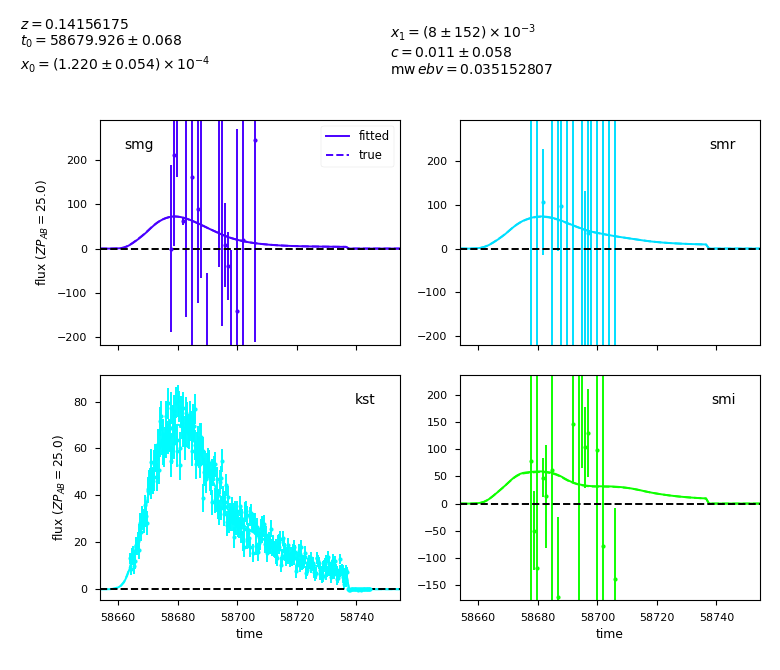 z = 0.14156175
t₀ = 58679.926 ± 0.068
x₀ = (1.220 ± 0.054) × 10⁻⁴
x₁ = (8 ± 152) × 10⁻³
c = 0.011 ± 0.058
mw ebv = 0.035152807
smg
fitted
true
200
100
0
−100
−200
flux (ZP_AB = 25.0)
smr
200
100
0
−100
−200
kst
80
60
40
20
0
flux (ZP_AB = 25.0)
58660 58680 58700 58720 58740
time
smi
200
150
100
50
0
−50
−100
−150
58660 58680 58700 58720 58740
time